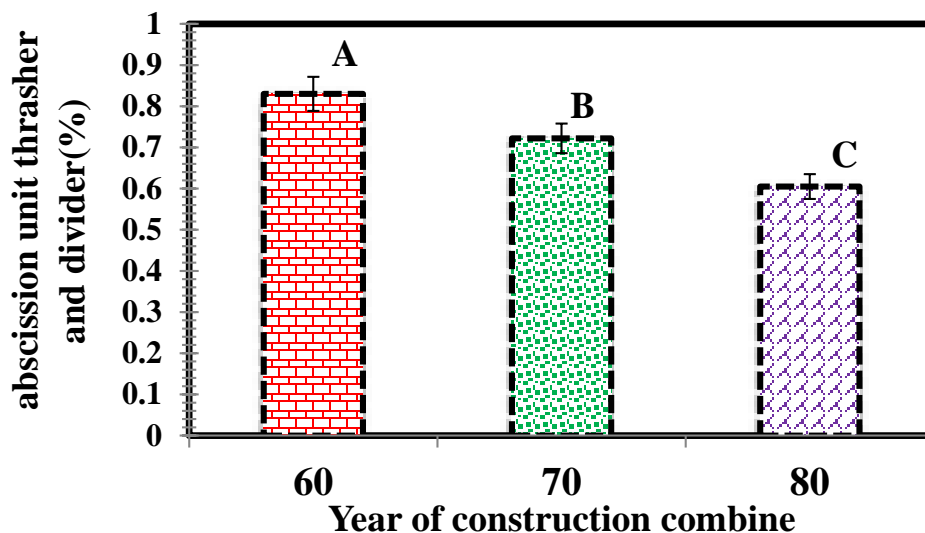 abscission unit thrasher
and divider(%)
1
0.9
0.8
0.7
0.6
0.5
0.4
0.3
0.2
0.1
0
A
B
C
60
70
80
Year of construction combine